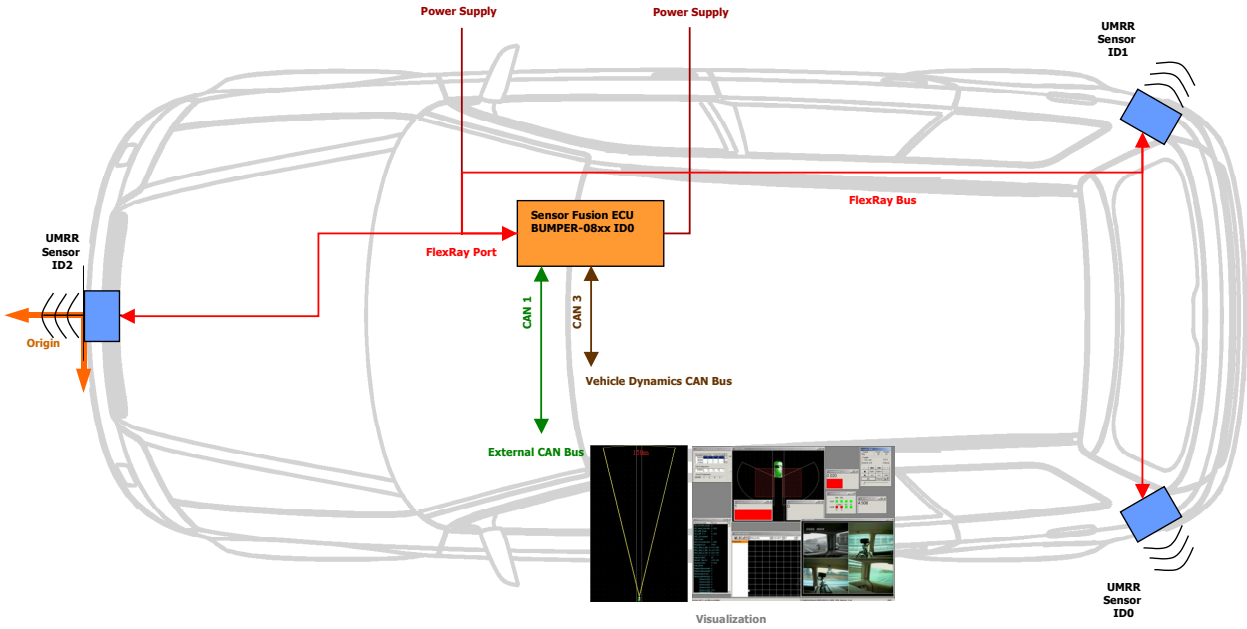 Power Supply
Power Supply
UMRR
Sensor
ID1
FlexRay Bus
Sensor Fusion ECU
BUMPER-08xx ID0
FlexRay Port
UMRR
Sensor
ID2
Origin
CAN 1
CAN 3
Vehicle Dynamics CAN Bus
External CAN Bus
UMRR
Sensor
ID0
Visualization